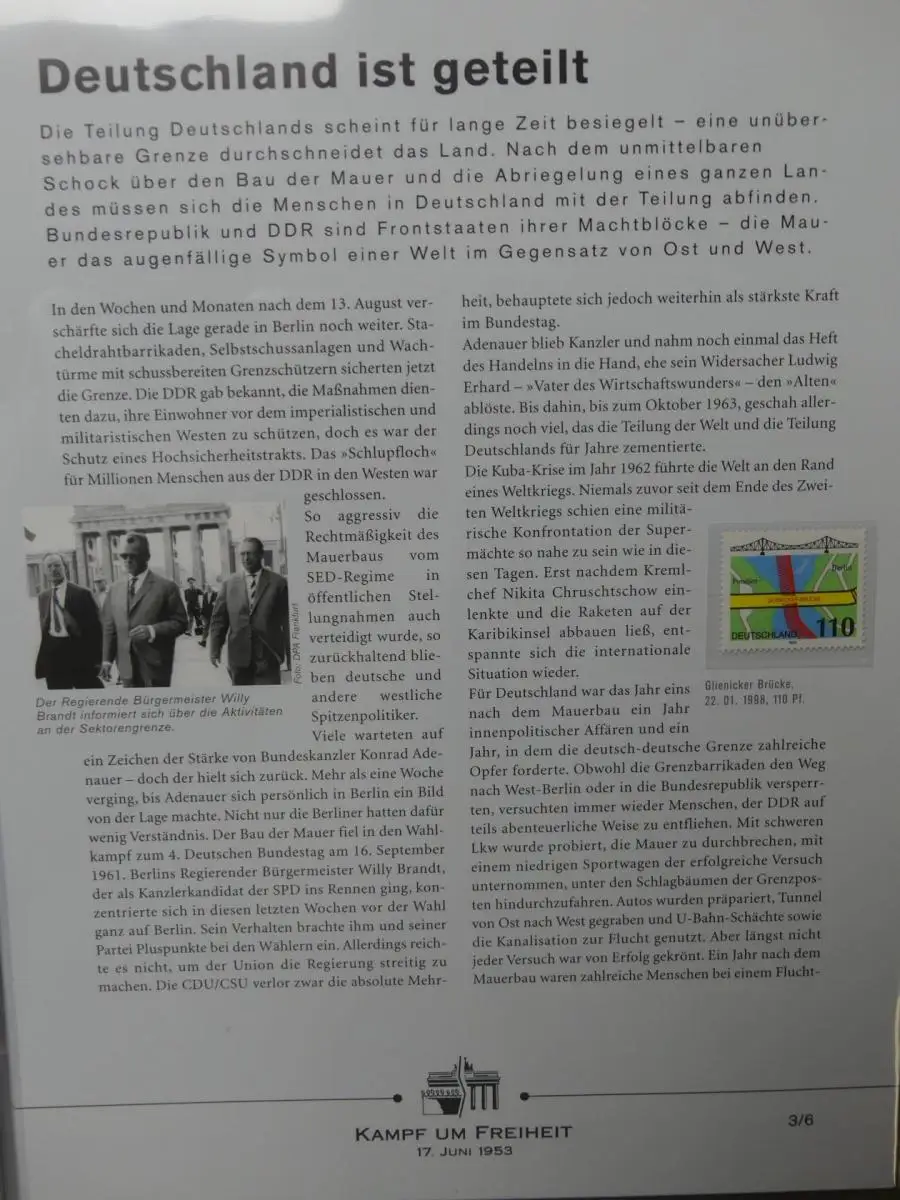 Deutschland ist geteilt
Die Teilung Deutschlands scheint für lange Zeit besiegelt – eine unüber-
sehbare Grenze durchschneidet das Land. Nach dem unmittelbaren
Schock über den Bau der Mauer und die Abriegelung eines ganzen Lan-
des müssen sich die Menschen in Deutschland mit der Teilung abfinden.
Bundesrepublik und DDR sind Frontstaaten ihrer Machtblöcke – die Mau-
er das augenfällige Symbol einer Welt im Gegensatz von Ost und West.
In den Wochen und Monaten nach dem 13. August ver-
schärfte sich die Lage gerade in Berlin noch weiter. Sta-
cheldrahtbarrikaden, Selbstschussanlagen und Wach-
türme mit schussbereiten Grenzschützern sicherten jetzt
die Grenze. Die DDR gab bekannt, die Maßnahmen dien-
ten dazu, ihre Einwohner vor dem imperialistischen und
militaristischen Westen zu schützen, doch es war der
Schutz eines Hochsicherheitstrakts. Das »Schlupfloch«
für Millionen Menschen aus der DDR in den Westen war
geschlossen.
So aggressiv die
Rechtmäßigkeit des
Mauerbaus vom
SED-Regime in
öffentlichen Stel-
lungnahmen auch
verteidigt wurde, so
zurückhaltend blie-
ben deutsche und
andere westliche
Spitzenpolitiker.
Viele warteten auf
ein Zeichen der Stärke von Bundeskanzler Konrad Ade-
nauer – doch der hielt sich zurück. Mehr als eine Woche
verging, bis Adenauer sich persönlich in Berlin ein Bild
von der Lage machte. Nicht nur die Berliner hatten dafür
wenig Verständnis. Der Bau der Mauer fiel in den Wahl-
kampf zum 4. Deutschen Bundestag am 16. September
1961. Berlins Regierender Bürgermeister Willy Brandt,
der als Kanzlerkandidat der SPD ins Rennen ging, kon-
zentrierte sich in diesen letzten Wochen vor der Wahl
ganz auf Berlin. Sein Verhalten brachte ihm und seiner
Partei Pluspunkte bei den Wählern ein. Allerdings reich-
te es nicht, um der Union die Regierung streitig zu
machen. Die CDU/CSU verlor zwar die absolute Mehr-
Foto: DPA Frankfurt
Der Regierende Bürgermeister Willy
Brandt informiert sich über die Aktivitäten
an der Sektorengrenze.
heit, behauptete sich jedoch weiterhin als stärkste Kraft
im Bundestag.
Adenauer blieb Kanzler und nahm noch einmal das Heft
des Handelns in die Hand, ehe sein Widersacher Ludwig
Erhard – »Vater des Wirtschaftswunders« – den »Alten«
ablöste. Bis dahin, bis zum Oktober 1963, geschah aller-
dings noch viel, das die Teilung der Welt und die Teilung
Deutschlands für Jahre zementierte.
Die Kuba-Krise im Jahr 1962 führte die Welt an den Rand
eines Weltkriegs. Niemals zuvor seit dem Ende des Zwei-
ten Weltkriegs schien eine militä-
rische Konfrontation der Super-
mächte so nahe zu sein wie in die-
sen Tagen. Erst nachdem Kreml-
chef Nikita Chruschtschow ein-
lenkte und die Raketen auf der
Karibikinsel abbauen ließ, ent-
spannte sich die internationale
Situation wieder.
Für Deutschland war das Jahr eins
nach dem Mauerbau ein Jahr
innenpolitischer Affären und ein
Jahr, in dem die deutsch-deutsche Grenze zahlreiche
Opfer forderte. Obwohl die Grenzbarrikaden den Weg
nach West-Berlin oder in die Bundesrepublik versperr-
ten, versuchten immer wieder Menschen, der DDR auf
teils abenteuerliche Weise zu entfliehen. Mit schweren
Lkw wurde probiert, die Mauer zu durchbrechen, mit
einem niedrigen Sportwagen der erfolgreiche Versuch
unternommen, unter den Schlagbäumen der Grenzpos-
ten hindurchzufahren. Autos wurden präpariert, Tunnel
von Ost nach West gegraben und U-Bahn-Schächte sowie
die Kanalisation zur Flucht genutzt. Aber längst nicht
jeder Versuch war von Erfolg gekrönt. Ein Jahr nach dem
Mauerbau waren zahlreiche Menschen bei einem Flucht-
Potsdam
Berlin
GLIENICKER BRÜCKE
DEUTSCHLAND 110
Glienicker Brücke,
22. 01. 1998, 110 Pf.
KAMPF UM FREIHEIT
17. JUNI 1953
3/6